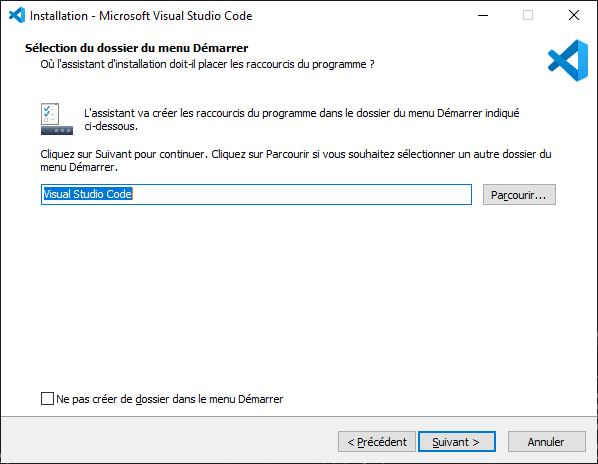 Installation - Microsoft Visual Studio Code
Sélection du dossier du menu Démarrer
Où l'assistant d'installation doit-il placer les raccourcis du programme ?
L'assistant va créer les raccourcis du programme dans le dossier du menu Démarrer indiqué
ci-dessous.
Cliquez sur Suivant pour continuer. Cliquez sur Parcourir si vous souhaitez sélectionner un autre dossier du
menu Démarrer.
Visual Studio Code
Parcourir...
Ne pas créer de dossier dans le menu Démarrer
< Précédent
Suivant >
Annuler